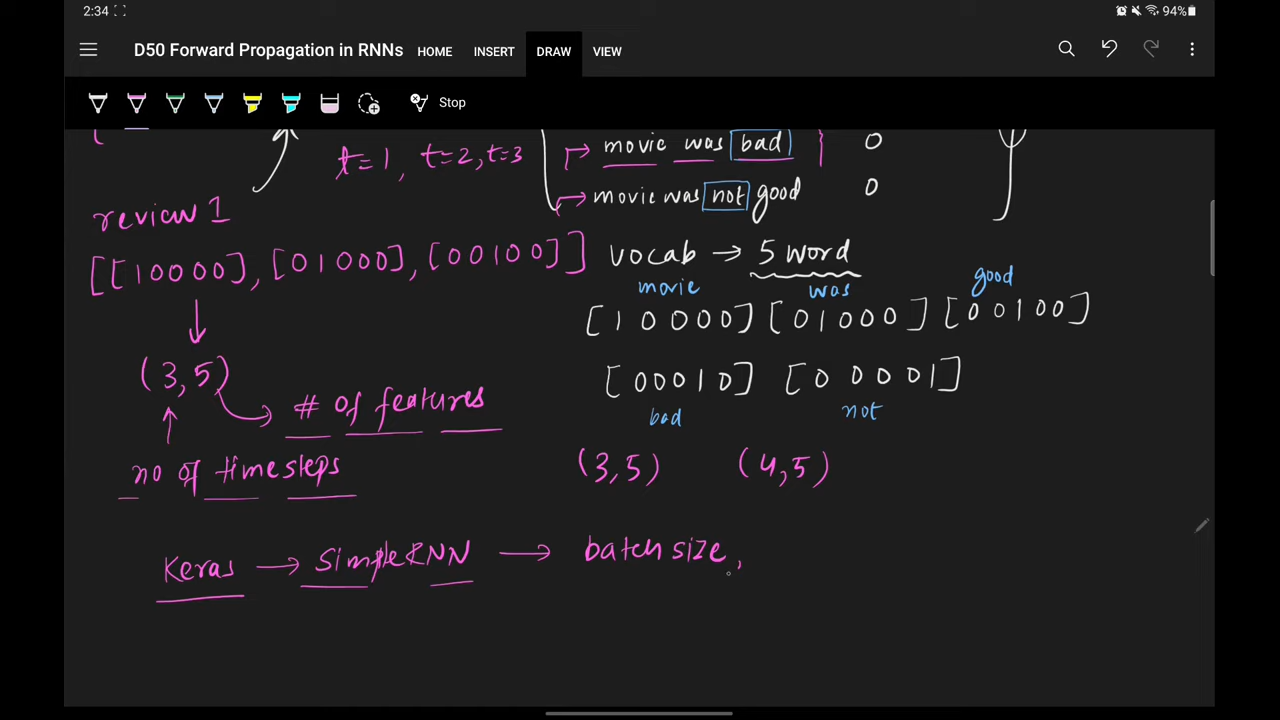 2:34 94%
D50 Forward Propagation in RNNs HOME INSERT DRAW VIEW
Stop
t=1, t=2, t=3
movie was bad 0
movie was not good 0
review 1
[[10000], [01000], [00100]]
(3,5)
# of features
no of timesteps
vocab → 5 word
movie was good
[10000] [01000] [00100]
[00010] [00001]
bad not
(3,5) (4,5)
Keras → SimpleRNN → batch size,